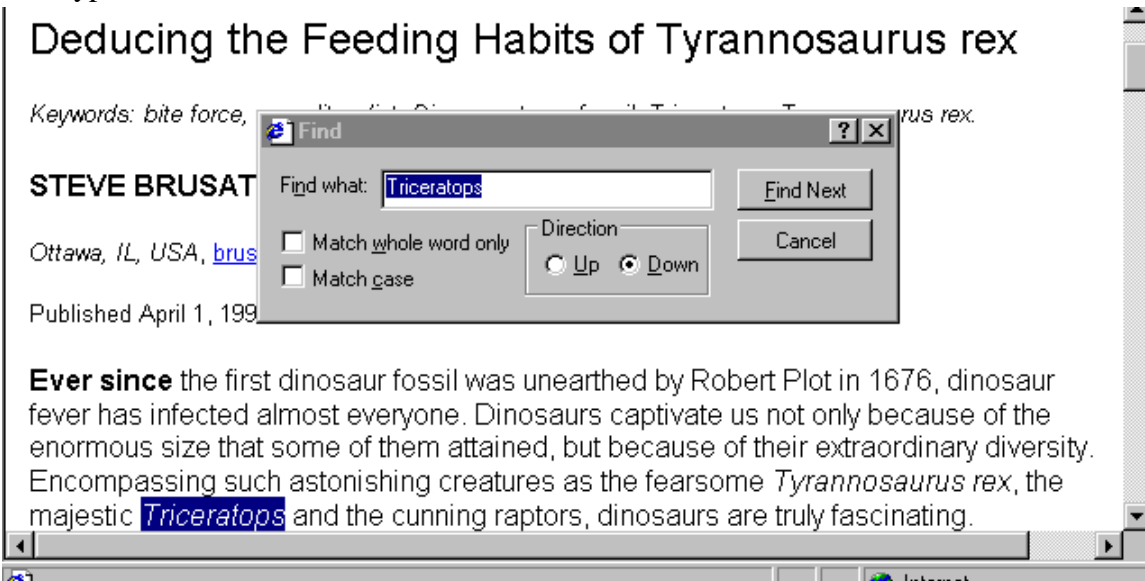 Deducing the Feeding Habits of Tyrannosaurus rex
Keywords: bite force, rus rex.
Find
Find what: Triceratops
Find Next
Match whole word only
Match case
Direction
Up Down
Cancel
STEVE BRUSAT
Ottawa, IL, USA, brus
Published April 1, 199
Ever since the first dinosaur fossil was unearthed by Robert Plot in 1676, dinosaur
fever has infected almost everyone. Dinosaurs captivate us not only because of the
enormous size that some of them attained, but because of their extraordinary diversity.
Encompassing such astonishing creatures as the fearsome Tyrannosaurus rex, the
majestic Triceratops and the cunning raptors, dinosaurs are truly fascinating.